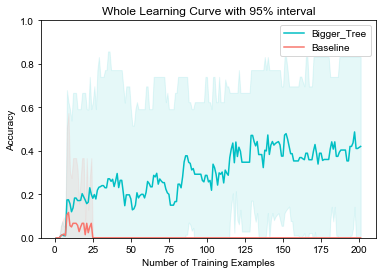 Whole Learning Curve with 95% interval
Bigger_Tree
Baseline
Accuracy
1.0
0.8
0.6
0.4
0.2
0.0
0 25 50 75 100 125 150 175 200
Number of Training Examples